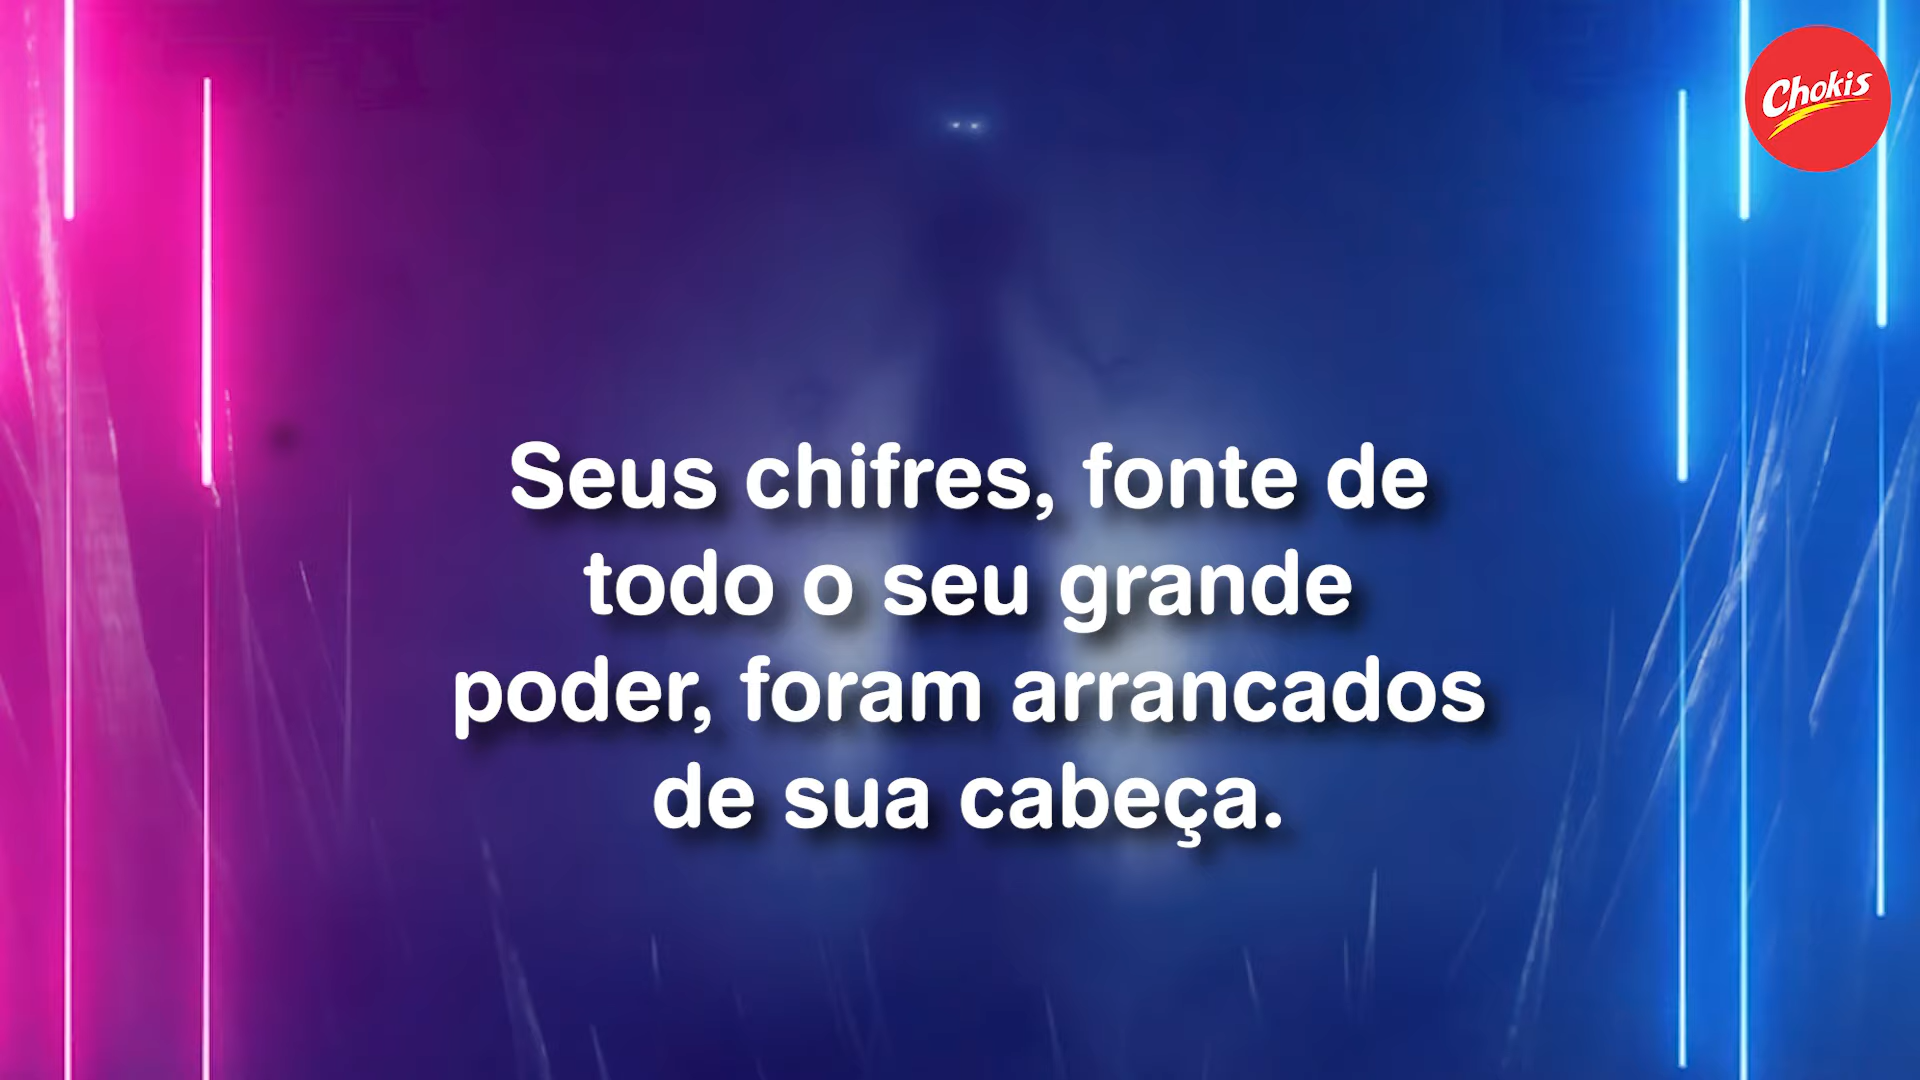 Chokis
Seus chifres, fonte de
todo o seu grande
poder, foram arrancados
de sua cabeça.